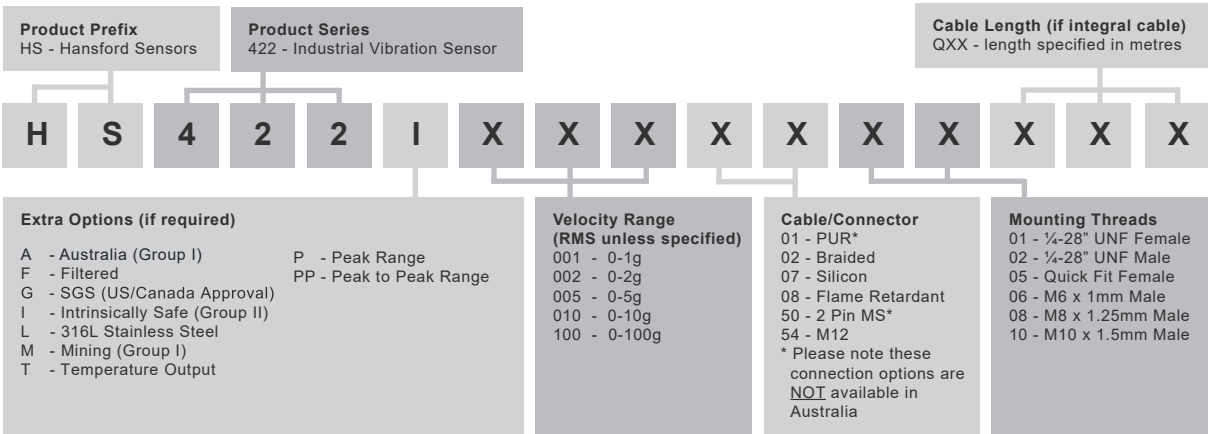 Product Prefix
HS - Hansford Sensors
Product Series
422 - Industrial Vibration Sensor
Cable Length (if integral cable)
QXX - length specified in metres
H S 4 2 2 I X X X X X X X X X X
Extra Options (if required)
A - Australia (Group I)
F - Filtered
G - SGS (US/Canada Approval)
I - Intrinsically Safe (Group II)
L - 316L Stainless Steel
M - Mining (Group I)
T - Temperature Output
P - Peak Range
PP - Peak to Peak Range
Velocity Range
(RMS unless specified)
001 - 0-1g
002 - 0-2g
005 - 0-5g
010 - 0-10g
100 - 0-100g
Cable/Connector
01 - PUR*
02 - Braided
07 - Silicon
08 - Flame Retardant
50 - 2 Pin MS*
54 - M12
* Please note these
connection options are
NOT available in
Australia
Mounting Threads
01 - ¼-28” UNF Female
02 - ¼-28” UNF Male
05 - Quick Fit Female
06 - M6 x 1mm Male
08 - M8 x 1.25mm Male
10 - M10 x 1.5mm Male